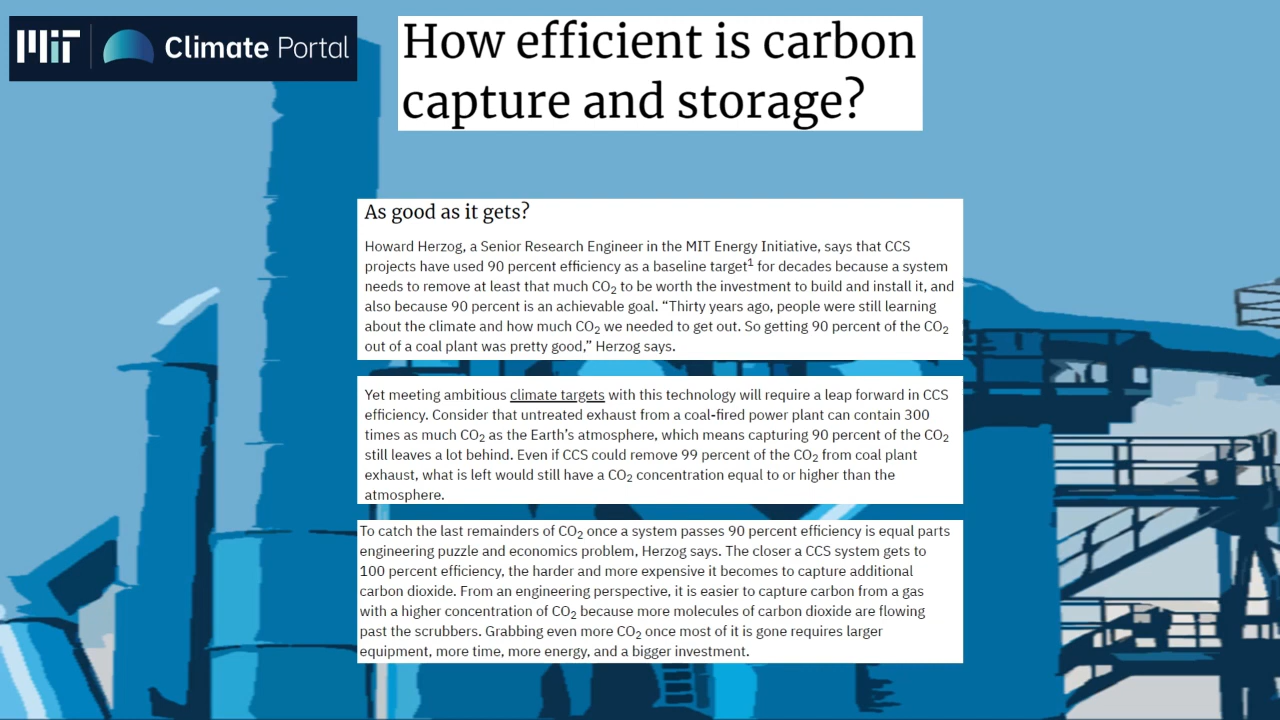 MIT Climate Portal
How efficient is carbon
capture and storage?
As good as it gets?
Howard Herzog, a Senior Research Engineer in the MIT Energy Initiative, says that CCS
projects have used 90 percent efficiency as a baseline target¹ for decades because a system
needs to remove at least that much CO₂ to be worth the investment to build and install it, and
also because 90 percent is an achievable goal. “Thirty years ago, people were still learning
about the climate and how much CO₂ we needed to get out. So getting 90 percent of the CO₂
out of a coal plant was pretty good,” Herzog says.
Yet meeting ambitious climate targets with this technology will require a leap forward in CCS
efficiency. Consider that untreated exhaust from a coal-fired power plant can contain 300
times as much CO₂ as the Earth’s atmosphere, which means capturing 90 percent of the CO₂
still leaves a lot behind. Even if CCS could remove 99 percent of the CO₂ from coal plant
exhaust, what is left would still have a CO₂ concentration equal to or higher than the
atmosphere.
To catch the last remainders of CO₂ once a system passes 90 percent efficiency is equal parts
engineering puzzle and economics problem, Herzog says. The closer a CCS system gets to
100 percent efficiency, the harder and more expensive it becomes to capture additional
carbon dioxide. From an engineering perspective, it is easier to capture carbon from a gas
with a higher concentration of CO₂ because more molecules of carbon dioxide are flowing
past the scrubbers. Grabbing even more CO₂ once most of it is gone requires larger
equipment, more time, more energy, and a bigger investment.